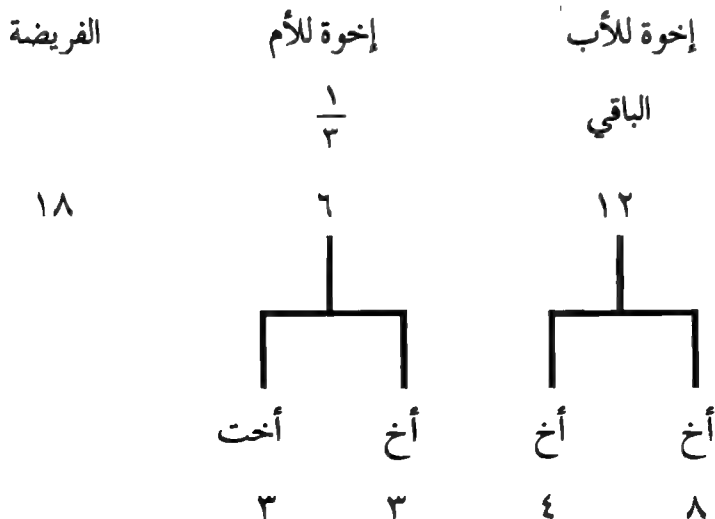 إخوة للأب إخوة للأم الفريضة
الباقي ١/٣
١٢ ٦ ١٨
أخ أخ أخ أخت
٨ ٤ ٣ ٣